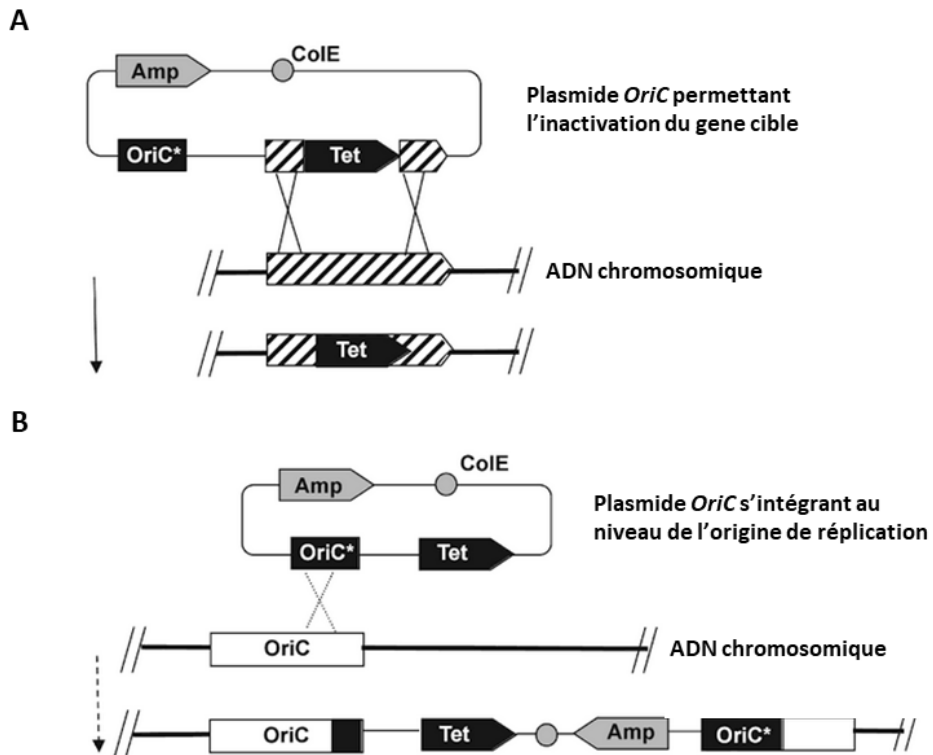 A
ColE
Amp
Plasmide OriC permettant
l'inactivation du gene cible
OriC*
Tet
ADN chromosomique
Tet
B
ColE
Amp
Plasmide OriC s'intégrant au
niveau de l'origine de réplication
OriC*
Tet
OriC
ADN chromosomique
OriC
Tet
Amp
OriC*